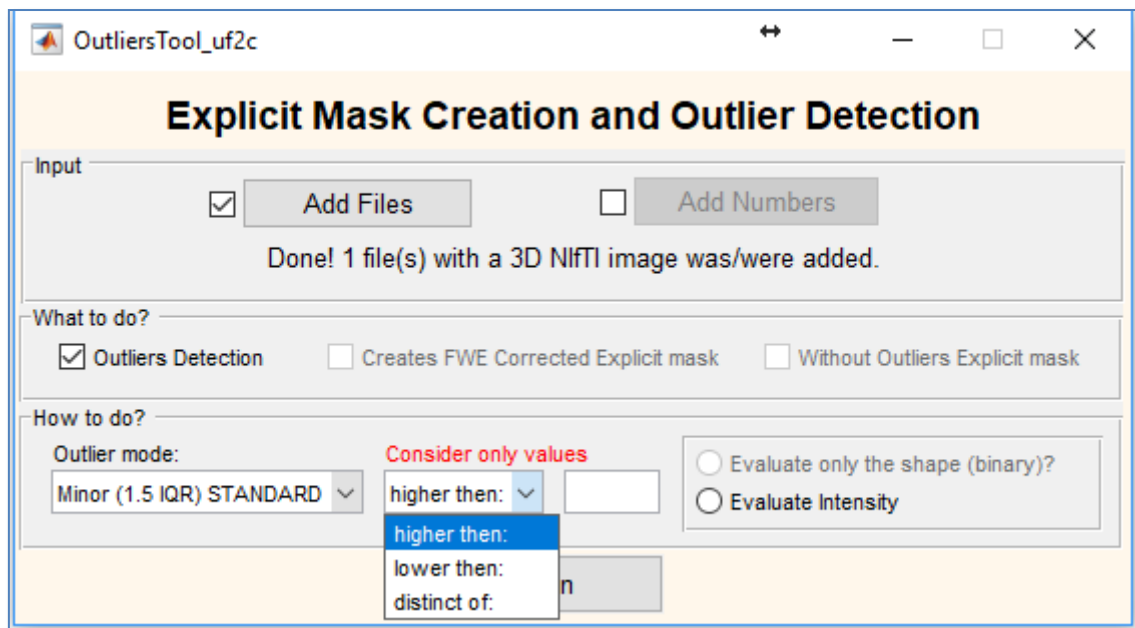 OutliersTool_uf2c
Explicit Mask Creation and Outlier Detection
Input
Add Files
Add Numbers
Done! 1 file(s) with a 3D NIfTI image was/were added.
What to do?
Outliers Detection
Creates FWE Corrected Explicit mask
Without Outliers Explicit mask
How to do?
Outlier mode:
Minor (1.5 IQR) STANDARD
Consider only values
higher then:
higher then:
lower then:
distinct of:
Evaluate only the shape (binary)?
Evaluate Intensity